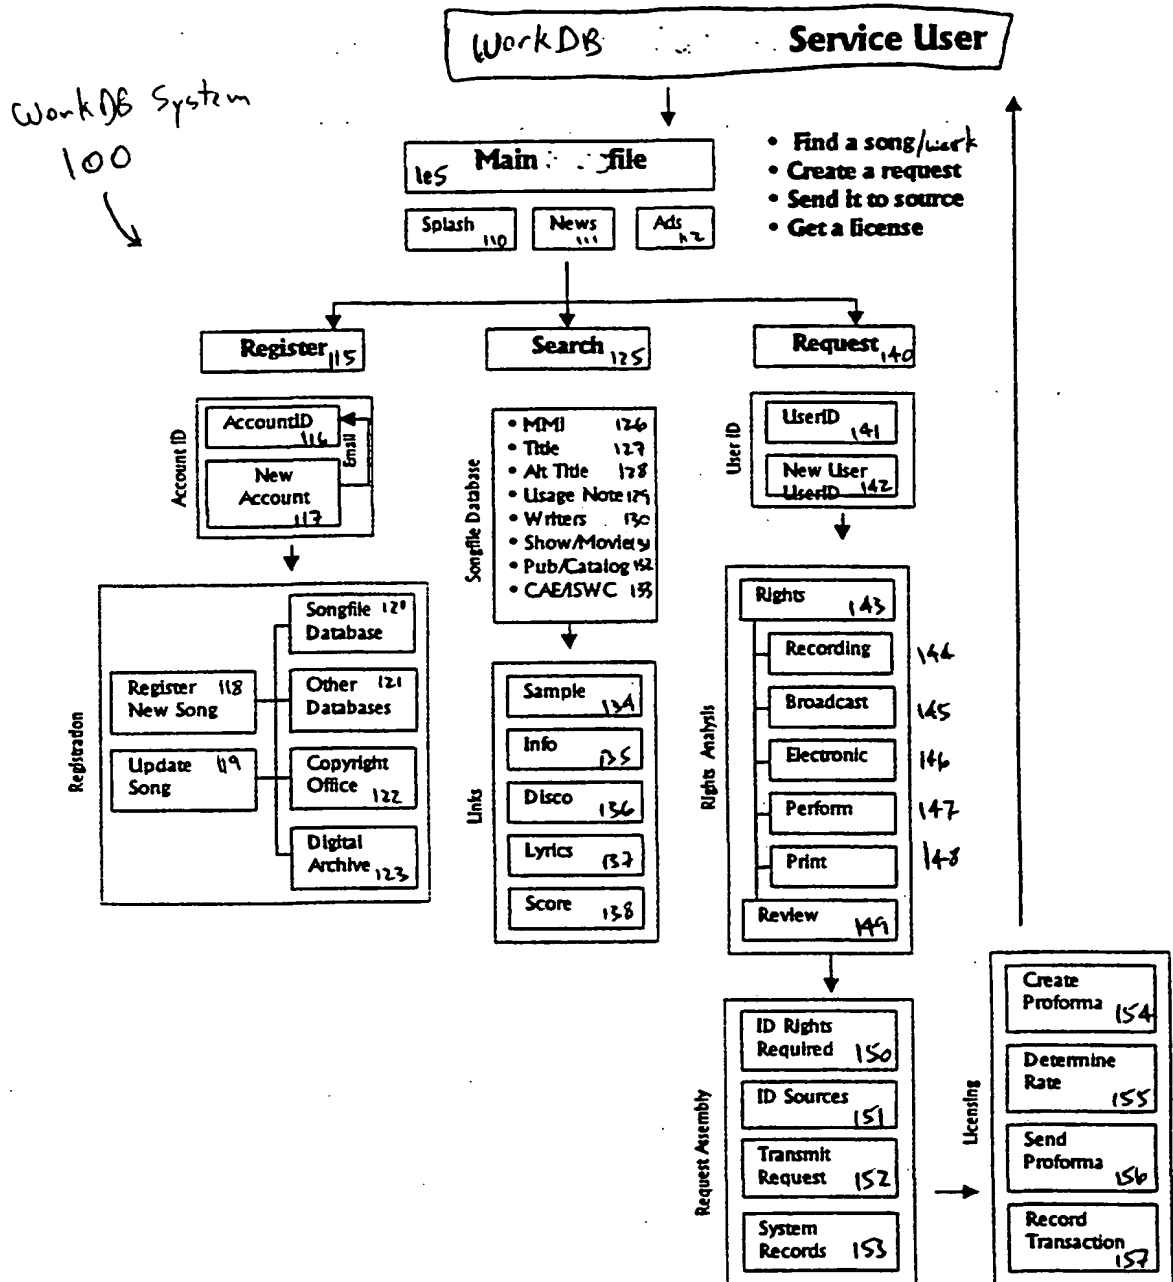 WorkDB Service User
WorkDB System
100
Main file
105
• Find a song/work
• Create a request
• Send it to source
• Get a license
Splash 110
News 111
Ads 112
Register 115
Search 125
Request 140
Account ID
AccountID
116
Email
New
Account
117
Registration
Register 118
New Song
Update 119
Song
Songfile 120
Database
Other 121
Databases
Copyright
Office 122
Digital
Archive 123
Songfile Database
• MMI 126
• Title 127
• Alt Title 128
• Usage Note 129
• Writers 130
• Show/Movie 131
• Pub/Catalog 132
• CAE/ISWC 133
Links
Sample
134
Info
135
Disco
136
Lyrics
137
Score
138
User ID
UserID
141
New User
UserID 142
Rights Analysis
Rights
143
Recording 144
Broadcast 145
Electronic 146
Perform 147
Print 148
Review 149
Request Assembly
ID Rights
Required 150
ID Sources
151
Transmit
Request 152
System
Records 153
Licensing
Create
Proforma 154
Determine
Rate 155
Send
Proforma 156
Record
Transaction
157